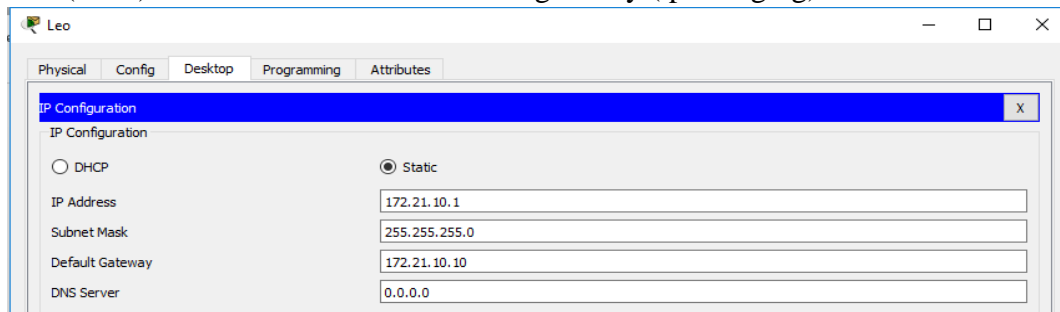 Leo
Physical Config Desktop Programming Attributes
IP Configuration X
IP Configuration
DHCP Static
IP Address 172.21.10.1
Subnet Mask 255.255.255.0
Default Gateway 172.21.10.10
DNS Server 0.0.0.0